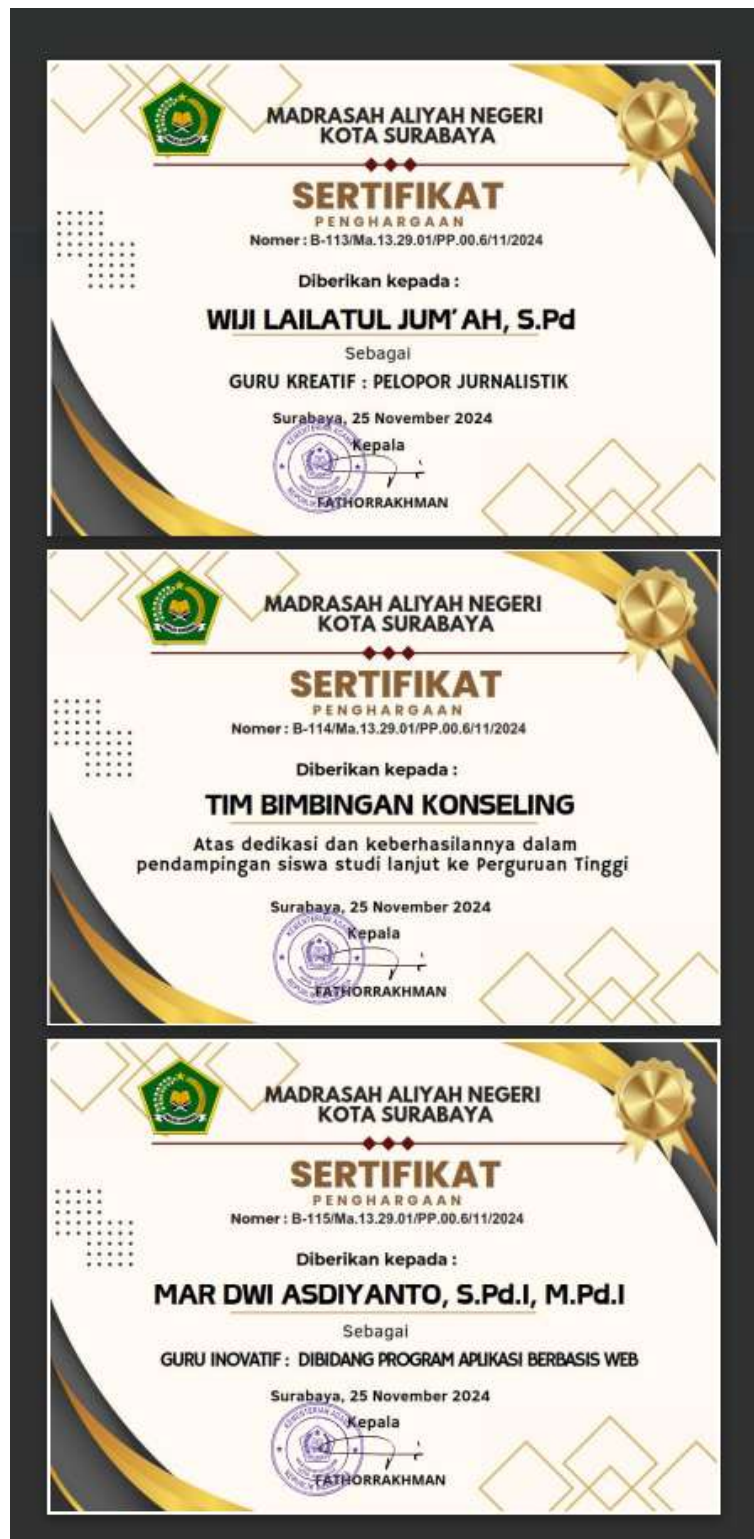 MADRASAH ALIYAH NEGERI
KOTA SURABAYA
SERTIFIKAT
PENGHARGAAN
Nomer : B-113/Ma.13.29.01/PP.00.6/11/2024
Diberikan kepada :
WIJI LAILATUL JUM'AH, S.Pd
Sebagai
GURU KREATIF : PELOPOR JURNALISTIK
Surabaya, 25 November 2024
Kepala
FATHORRAKHMAN
MADRASAH ALIYAH NEGERI
KOTA SURABAYA
SERTIFIKAT
PENGHARGAAN
Nomer : B-114/Ma.13.29.01/PP.00.6/11/2024
Diberikan kepada :
TIM BIMBINGAN KONSELING
Atas dedikasi dan keberhasilannya dalam
pendampingan siswa studi lanjut ke Perguruan Tinggi
Surabaya, 25 November 2024
Kepala
FATHORRAKHMAN
MADRASAH ALIYAH NEGERI
KOTA SURABAYA
SERTIFIKAT
PENGHARGAAN
Nomer : B-115/Ma.13.29.01/PP.00.6/11/2024
Diberikan kepada :
MAR DWI ASDIYANTO, S.Pd.I, M.Pd.I
Sebagai
GURU INOVATIF : DIBIDANG PROGRAM APLIKASI BERBASIS WEB
Surabaya, 25 November 2024
Kepala
FATHORRAKHMAN